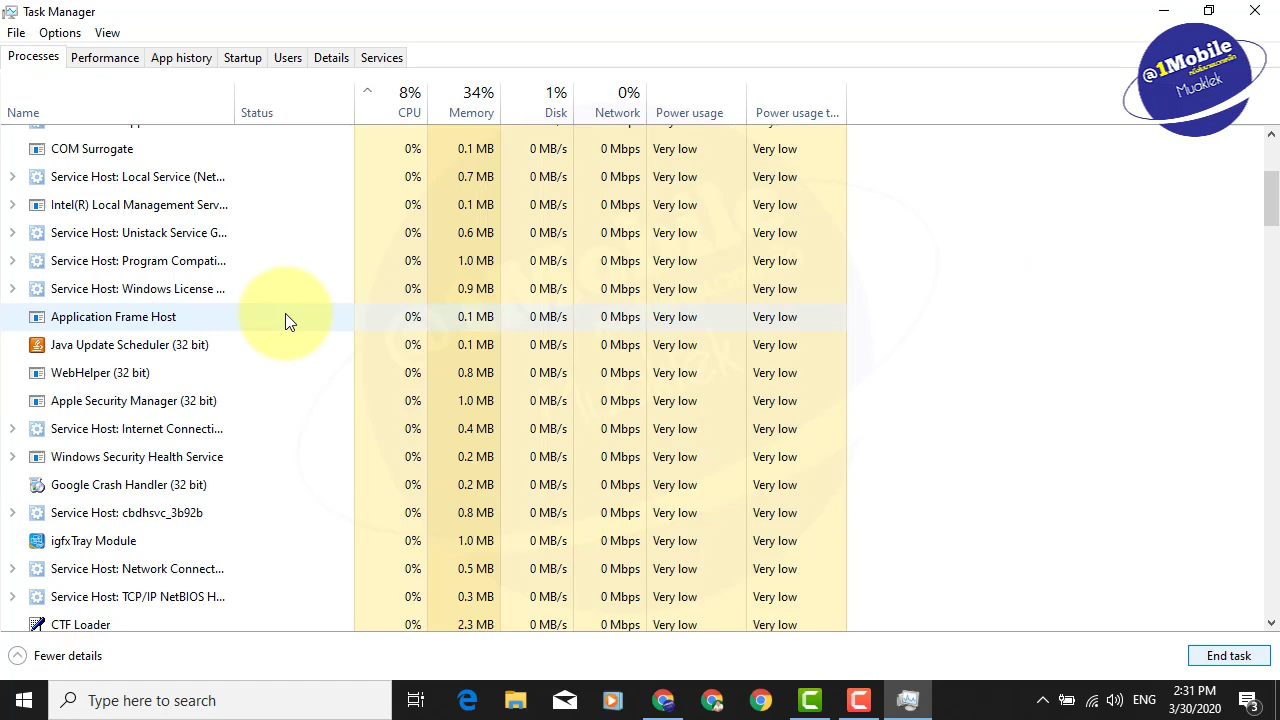 Task Manager
File Options View
Processes Performance App history Startup Users Details Services
8% 34% 1% 0%
Name Status CPU Memory Disk Network Power usage Power usage t...
COM Surrogate 0% 0.1 MB 0 MB/s 0 Mbps Very low Very low
Service Host: Local Service (Net... 0% 0.7 MB 0 MB/s 0 Mbps Very low Very low
Intel(R) Local Management Serv... 0% 0.1 MB 0 MB/s 0 Mbps Very low Very low
Service Host: Unistack Service G... 0% 0.6 MB 0 MB/s 0 Mbps Very low Very low
Service Host: Program Compati... 0% 1.0 MB 0 MB/s 0 Mbps Very low Very low
Service Host: Windows License ... 0% 0.9 MB 0 MB/s 0 Mbps Very low Very low
Application Frame Host 0% 0.1 MB 0 MB/s 0 Mbps Very low Very low
Java Update Scheduler (32 bit) 0% 0.1 MB 0 MB/s 0 Mbps Very low Very low
WebHelper (32 bit) 0% 0.8 MB 0 MB/s 0 Mbps Very low Very low
Apple Security Manager (32 bit) 0% 1.0 MB 0 MB/s 0 Mbps Very low Very low
Service Host: Internet Connecti... 0% 0.4 MB 0 MB/s 0 Mbps Very low Very low
Windows Security Health Service 0% 0.2 MB 0 MB/s 0 Mbps Very low Very low
Google Crash Handler (32 bit) 0% 0.2 MB 0 MB/s 0 Mbps Very low Very low
Service Host: cbdhsvc_3b92b 0% 0.8 MB 0 MB/s 0 Mbps Very low Very low
igfxTray Module 0% 1.0 MB 0 MB/s 0 Mbps Very low Very low
Service Host: Network Connect... 0% 0.5 MB 0 MB/s 0 Mbps Very low Very low
Service Host: TCP/IP NetBIOS H... 0% 0.3 MB 0 MB/s 0 Mbps Very low Very low
CTF Loader 0% 2.3 MB 0 MB/s 0 Mbps Very low Very low
Fewer details End task
Type here to search
ENG 2:31 PM
3/30/2020
3
@1Mobile
Muaklek